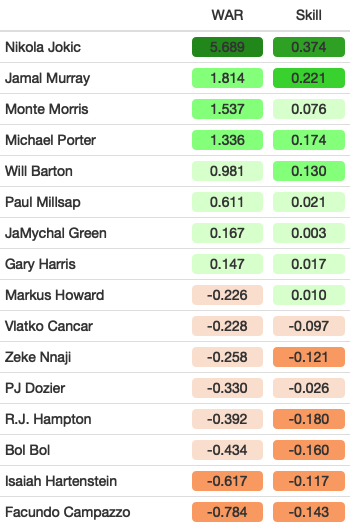 WAR Skill
Nikola Jokic 5.689 0.374
Jamal Murray 1.814 0.221
Monte Morris 1.537 0.076
Michael Porter 1.336 0.174
Will Barton 0.981 0.130
Paul Millsap 0.611 0.021
JaMychal Green 0.167 0.003
Gary Harris 0.147 0.017
Markus Howard -0.226 0.010
Vlatko Cancar -0.228 -0.097
Zeke Nnaji -0.258 -0.121
PJ Dozier -0.330 -0.026
R.J. Hampton -0.392 -0.180
Bol Bol -0.434 -0.160
Isaiah Hartenstein -0.617 -0.117
Facundo Campazzo -0.784 -0.143